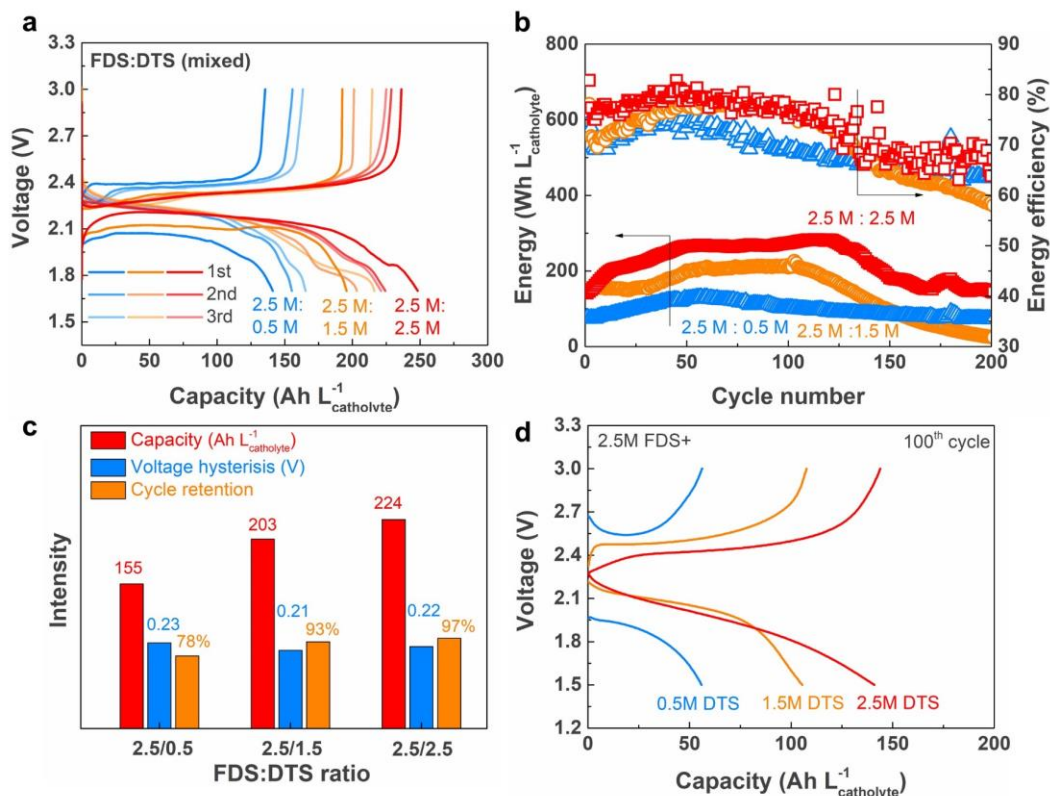 a
FDS:DTS (mixed)
3.3
3.0
2.7
2.4
2.1
1.8
1.5
Voltage (V)
1st
2nd
3rd
2.5 M:
0.5 M
2.5 M:
1.5 M
2.5 M:
2.5 M
0 50 100 150 200 250 300
Capacity (Ah L⁻¹catholyte)
b
800
600
400
200
0
Energy (Wh L⁻¹catholyte)
90
80
70
60
50
40
30
Energy efficiency (%)
2.5 M : 2.5 M
2.5 M : 0.5 M
2.5 M :1.5 M
0 50 100 150 200
Cycle number
c
Capacity (Ah L⁻¹catholyte)
Voltage hysterisis (V)
Cycle retention
Intensity
155
0.23
78%
203
0.21
93%
224
0.22
97%
2.5/0.5 2.5/1.5 2.5/2.5
FDS:DTS ratio
d
2.5M FDS+
100th cycle
3.3
3.0
2.7
2.4
2.1
1.8
1.5
1.2
Voltage (V)
0.5M DTS
1.5M DTS
2.5M DTS
0 50 100 150 200
Capacity (Ah L⁻¹catholyte)